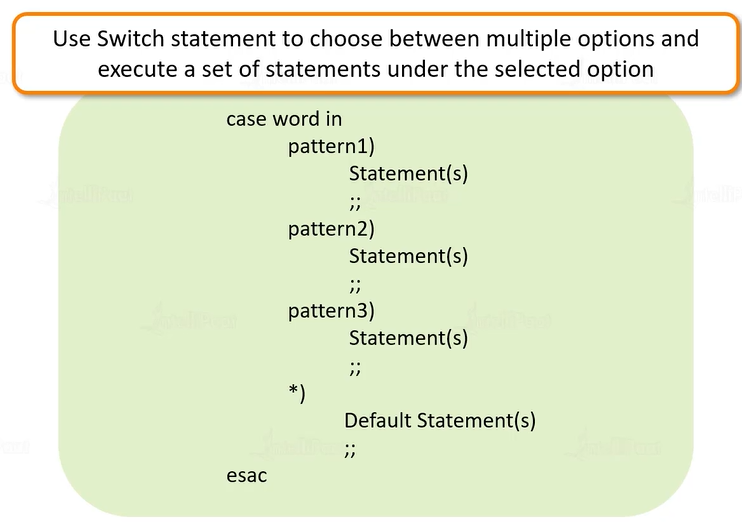 Use Switch statement to choose between multiple options and
execute a set of statements under the selected option
case word in
pattern1)
Statement(s)
;;
pattern2)
Statement(s)
;;
pattern3)
Statement(s)
;;
*)
Default Statement(s)
;;
esac